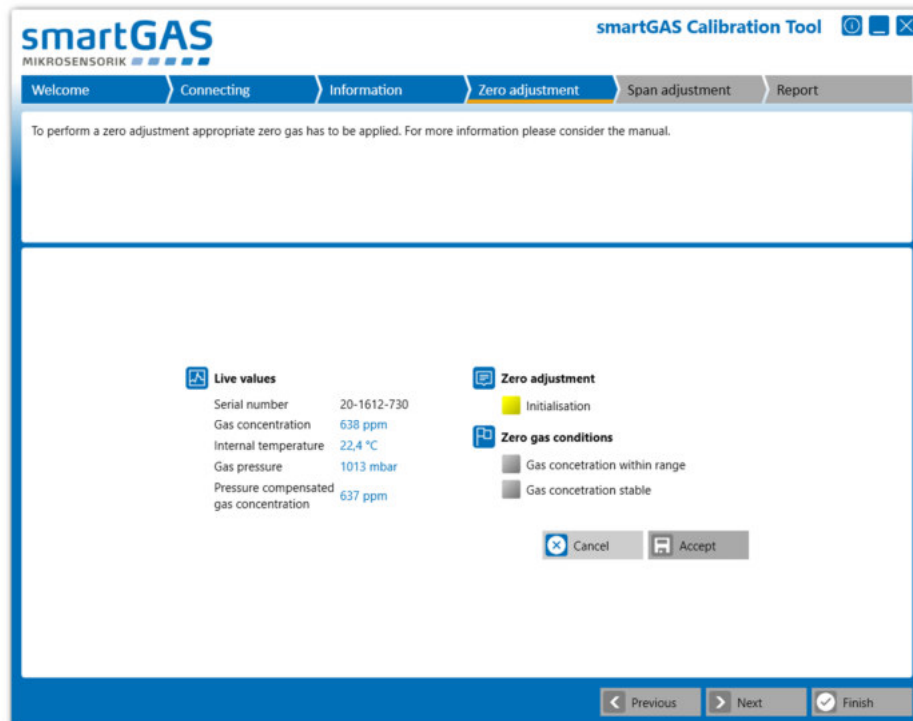 smartGAS
MIKROSENSORIK
smartGAS Calibration Tool
Welcome Connecting Information Zero adjustment Span adjustment Report
To perform a zero adjustment appropriate zero gas has to be applied. For more information please consider the manual.
Live values
Serial number 20-1612-730
Gas concentration 638 ppm
Internal temperature 22,4 °C
Gas pressure 1013 mbar
Pressure compensated
gas concentration 637 ppm
Zero adjustment
Initialisation
Zero gas conditions
Gas concetration within range
Gas concetration stable
Cancel Accept
Previous Next Finish